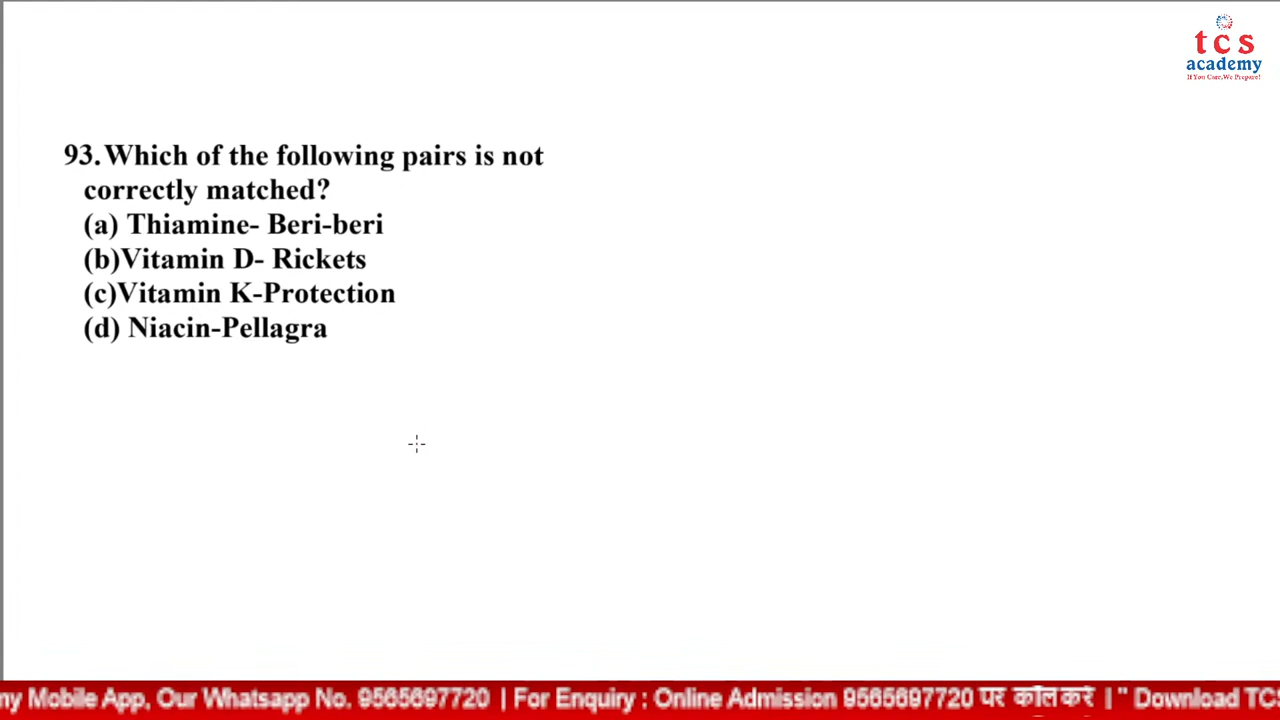 tcs
academy
If You Care,We Prepare!
93.Which of the following pairs is not
correctly matched?
(a) Thiamine- Beri-beri
(b)Vitamin D- Rickets
(c)Vitamin K-Protection
(d) Niacin-Pellagra
my Mobile App, Our Whatsapp No. 9565697720 | For Enquiry : Online Admission 9565697720 पर कॉल करें | " Download TCS